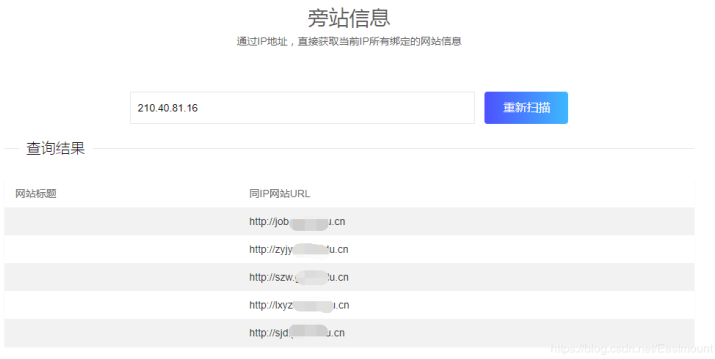 旁站信息
通过IP地址，直接获取当前IP所有绑定的网站信息
210.40.81.16 重新扫描
查询结果
网站标题 同IP网站URL
http://job u.cn
http://zyjy tu.cn
http://szw. tu.cn
http://lxyz u.cn
http://sjd. u.cn
https://blog.csdn.net/Eastmount